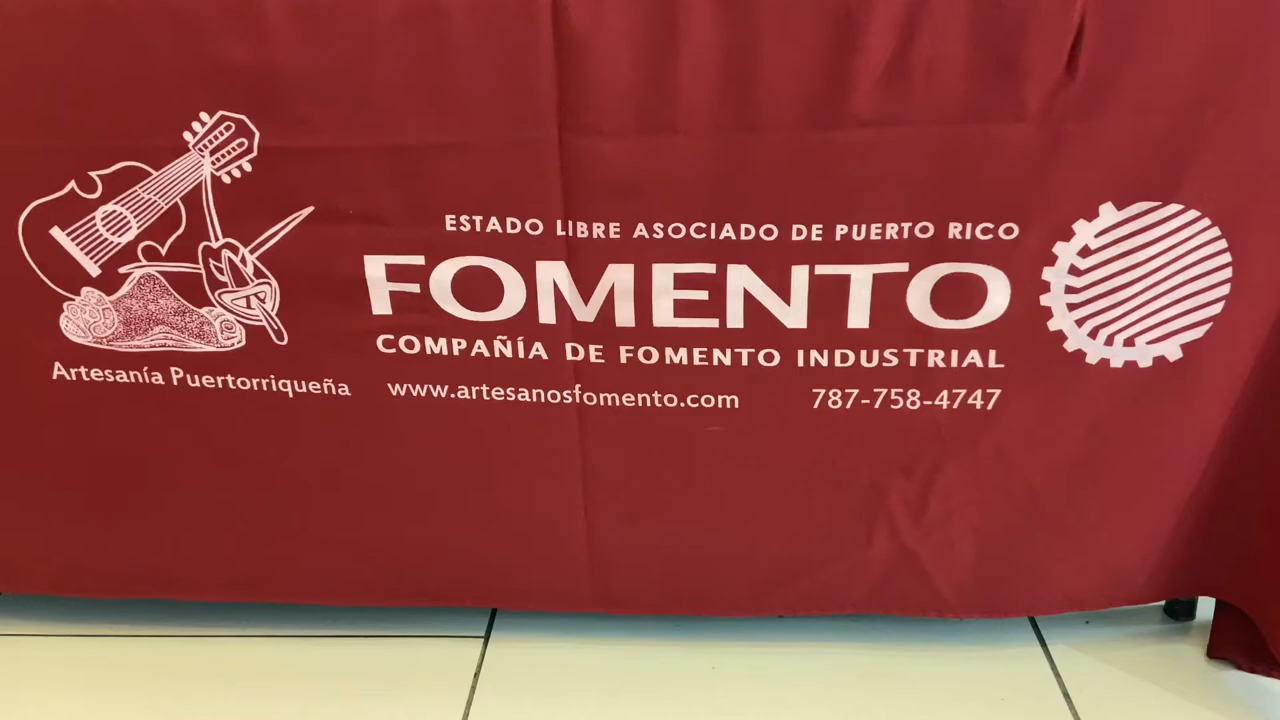 ESTADO LIBRE ASOCIADO DE PUERTO RICO
FOMENTO
COMPAÑÍA DE FOMENTO INDUSTRIAL
Artesanía Puertorriqueña
www.artesanosfomento.com
787-758-4747